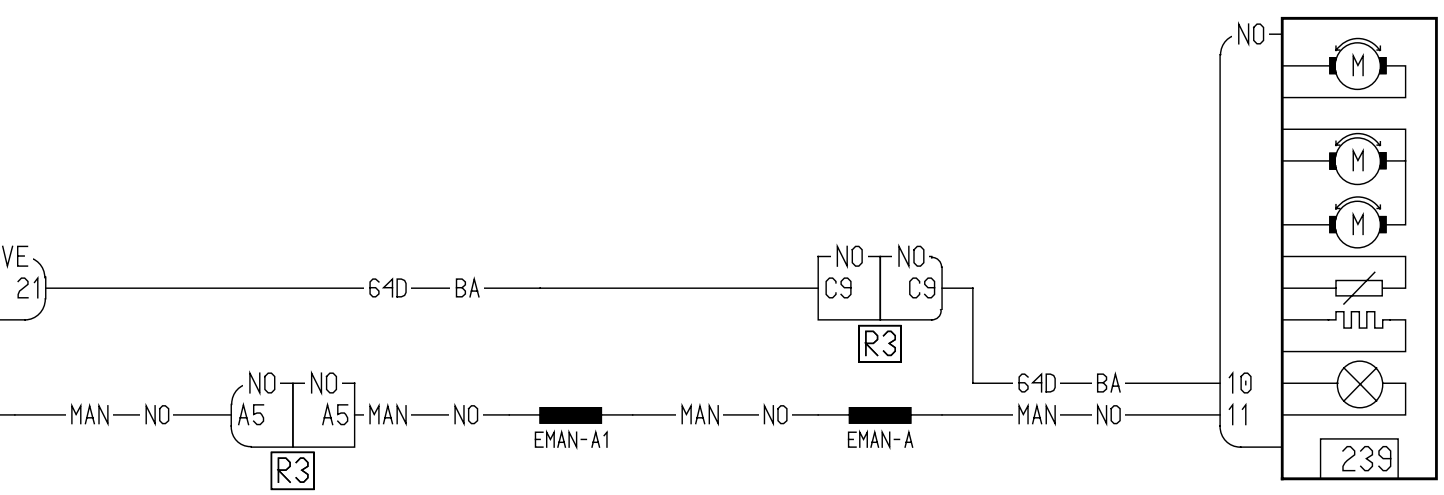 NO
M
M
M
VE
21
64D BA
NO NO
C9 C9
R3
64D BA
10
NO NO
MAN NO
A5 A5
MAN NO
MAN NO
MAN NO
11
EMAN-A1
EMAN-A
R3
239